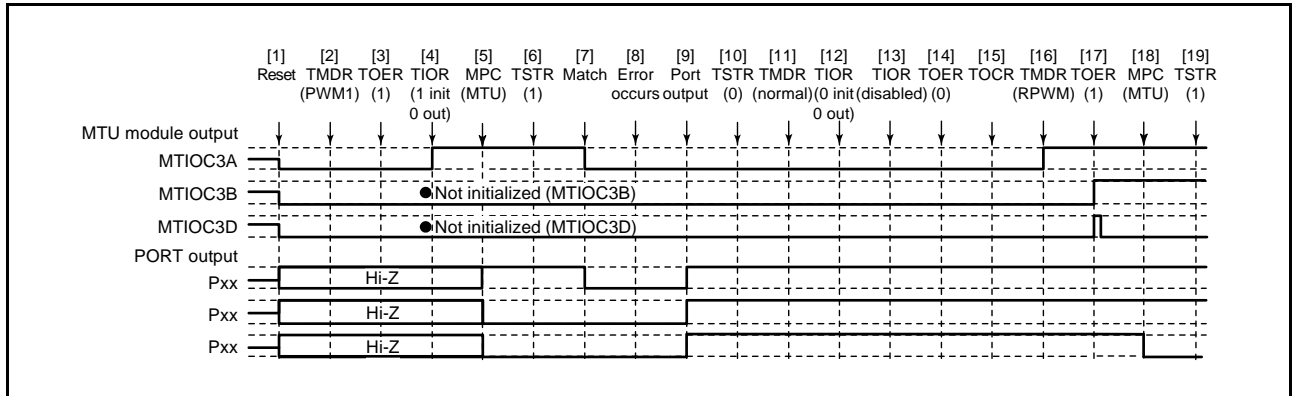 [1] [2] [3] [4] [5] [6] [7] [8] [9] [10] [11] [12] [13] [14] [15] [16] [17] [18] [19]
Reset TMDR TOER TIOR MPC TSTR Match Error Port TSTR TMDR TIOR TIOR TOER TOCR TMDR TOER MPC TSTR
(PWM1) (1) (1 init (MTU) (1) occurs output (0) (normal) (0 init (disabled) (0) (RPWM) (1) (MTU) (1)
0 out) 0 out)
MTU module output
MTIOC3A
MTIOC3B ●Not initialized (MTIOC3B)
MTIOC3D ●Not initialized (MTIOC3D)
PORT output
Pxx Hi-Z
Pxx Hi-Z
Pxx Hi-Z